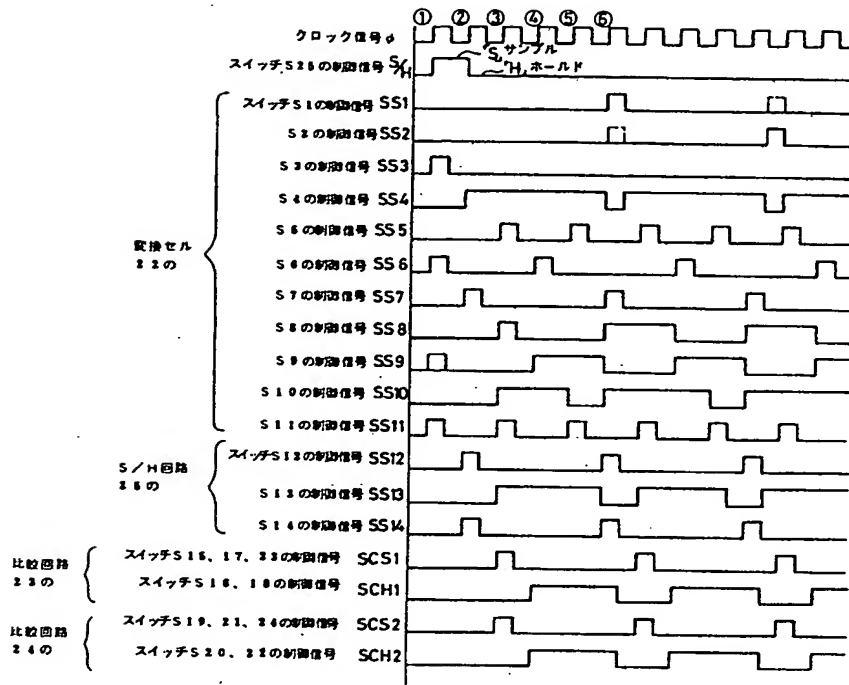 ① ② ③ ④ ⑤ ⑥
クロック信号φ
スイッチS25の制御信号 S/H
"S"サンプル
"H"ホールド
変換セル
22の
スイッチS1の制御信号 SS1
S2の制御信号 SS2
S3の制御信号 SS3
S4の制御信号 SS4
S5の制御信号 SS5
S6の制御信号 SS6
S7の制御信号 SS7
S8の制御信号 SS8
S9の制御信号 SS9
S10の制御信号 SS10
S11の制御信号 SS11
S/H回路
の
スイッチS12の制御信号 SS12
S13の制御信号 SS13
S14の制御信号 SS14
比較回路
23の
スイッチS15、17、23の制御信号 SCS1
スイッチS16、18の制御信号 SCH1
比較回路
24の
スイッチS19、21、24の制御信号 SCS2
スイッチS20、22の制御信号 SCH2